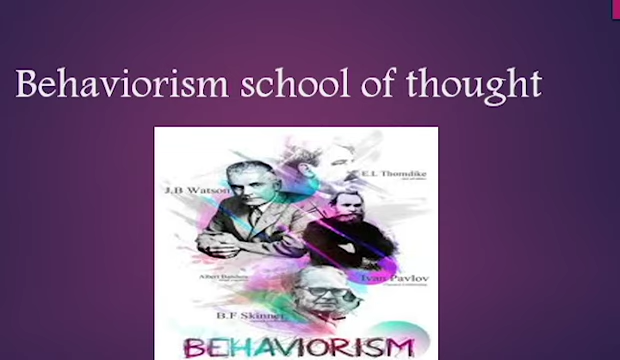 Behaviorism school of thought
E.L Thorndike
J.B Watson
Ivan Pavlov
B.F Skinner
BEHAVIORISM